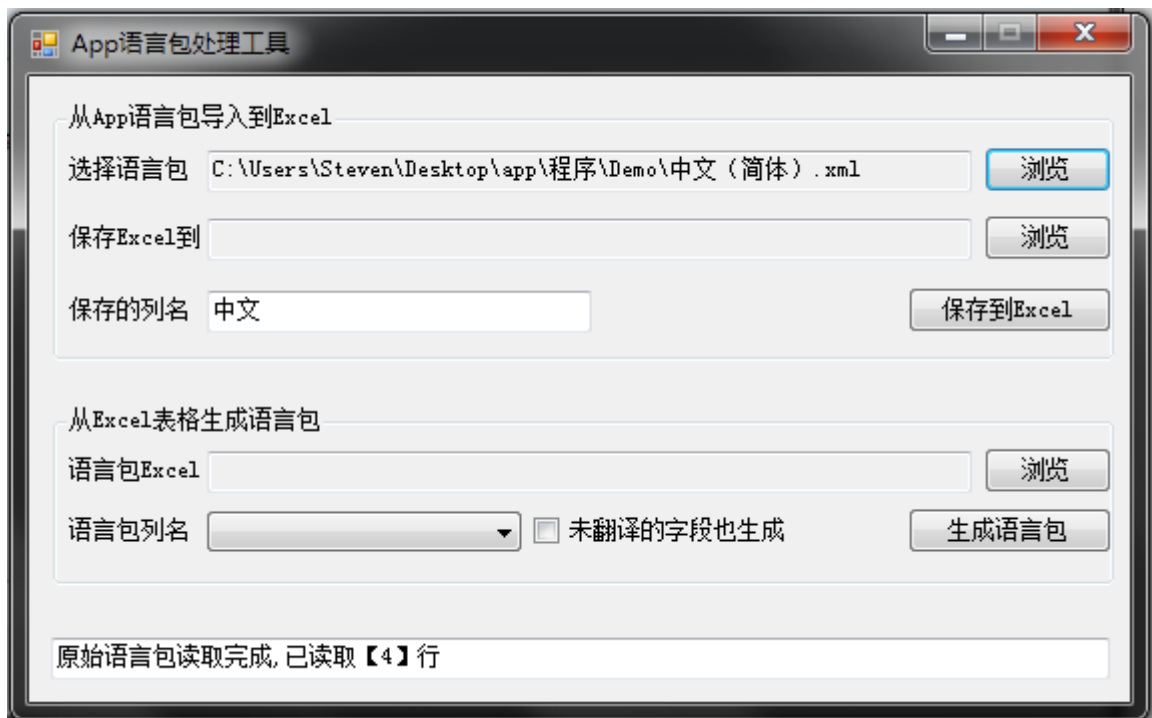 App语言包处理工具
从App语言包导入到Excel
选择语言包 C:\Users\Steven\Desktop\app\程序\Demo\中文（简体）.xml 浏览
保存Excel到 浏览
保存的列名 中文 保存到Excel
从Excel表格生成语言包
语言包Excel 浏览
语言包列名 未翻译的字段也生成 生成语言包
原始语言包读取完成,已读取【4】行